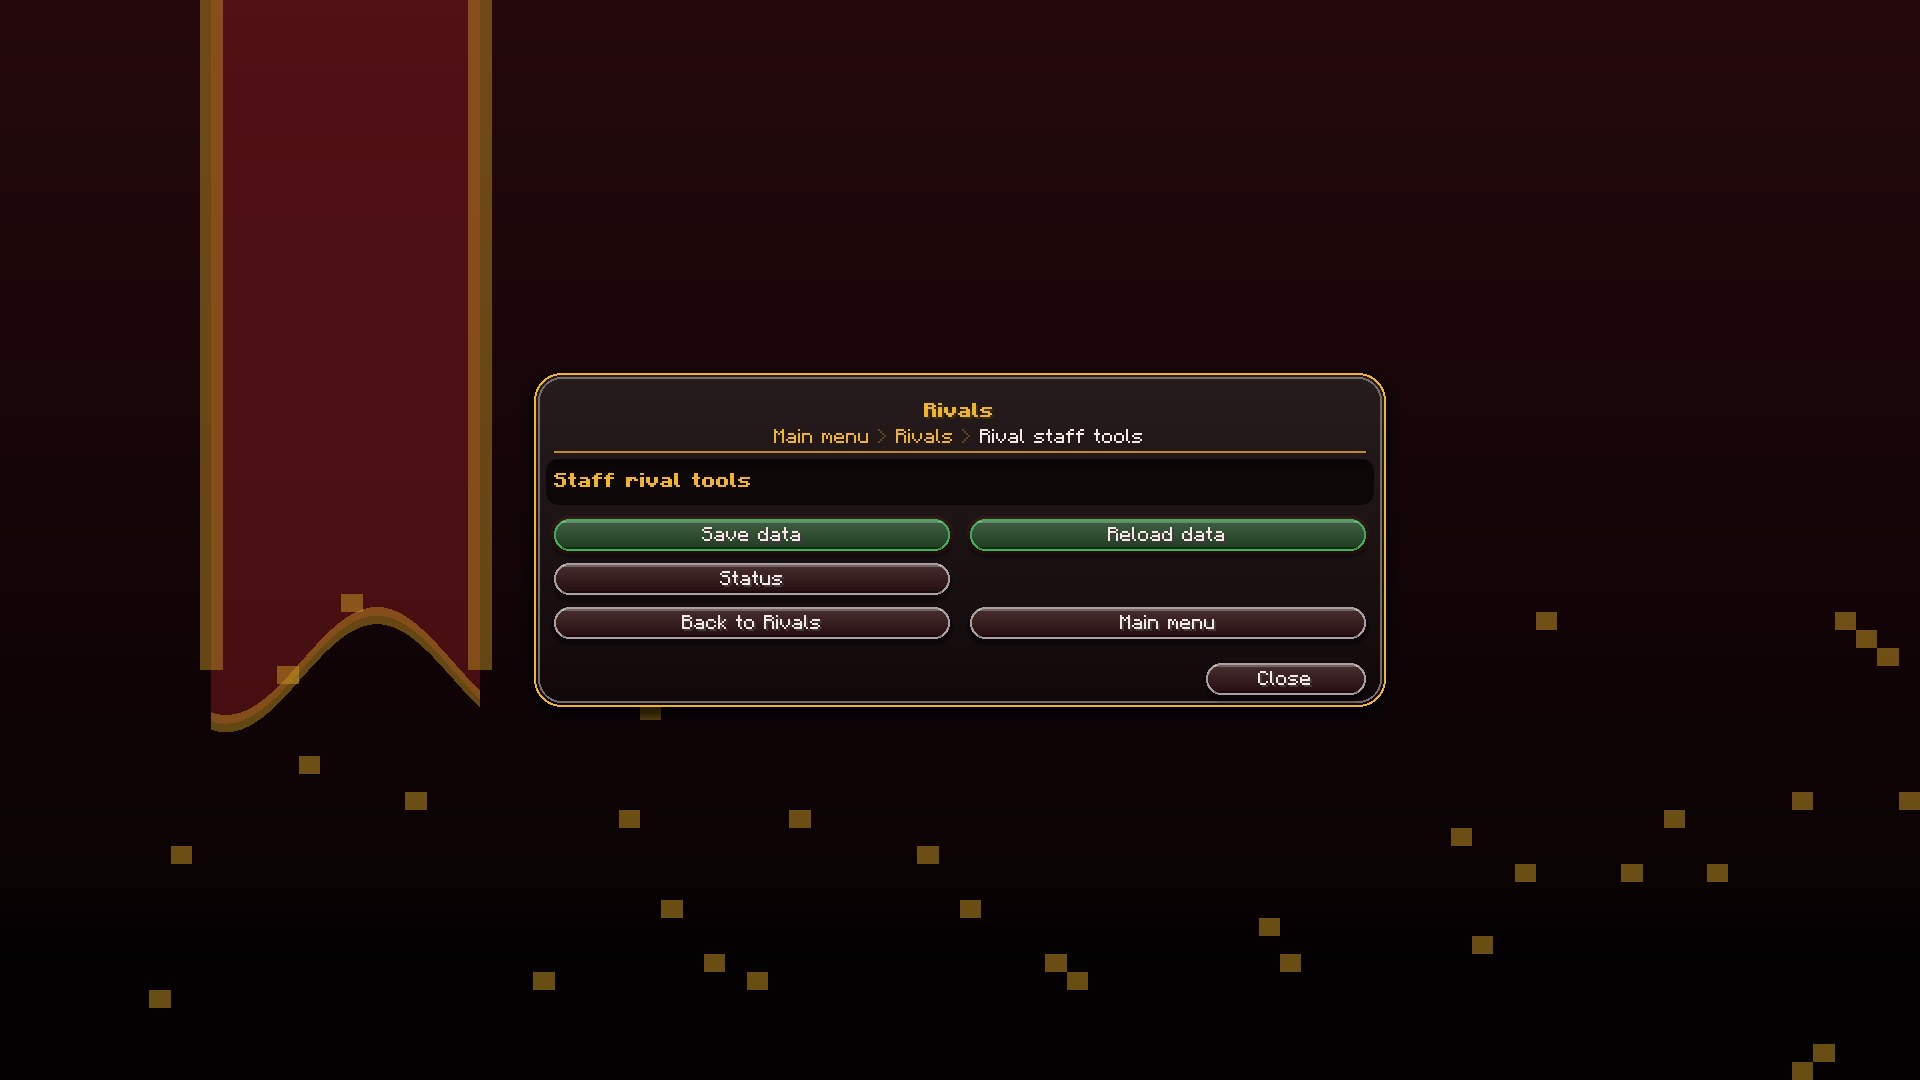 Rivals
Main menu > Rivals > Rival staff tools
Staff rival tools
Save data
Reload data
Status
Back to Rivals
Main menu
Close